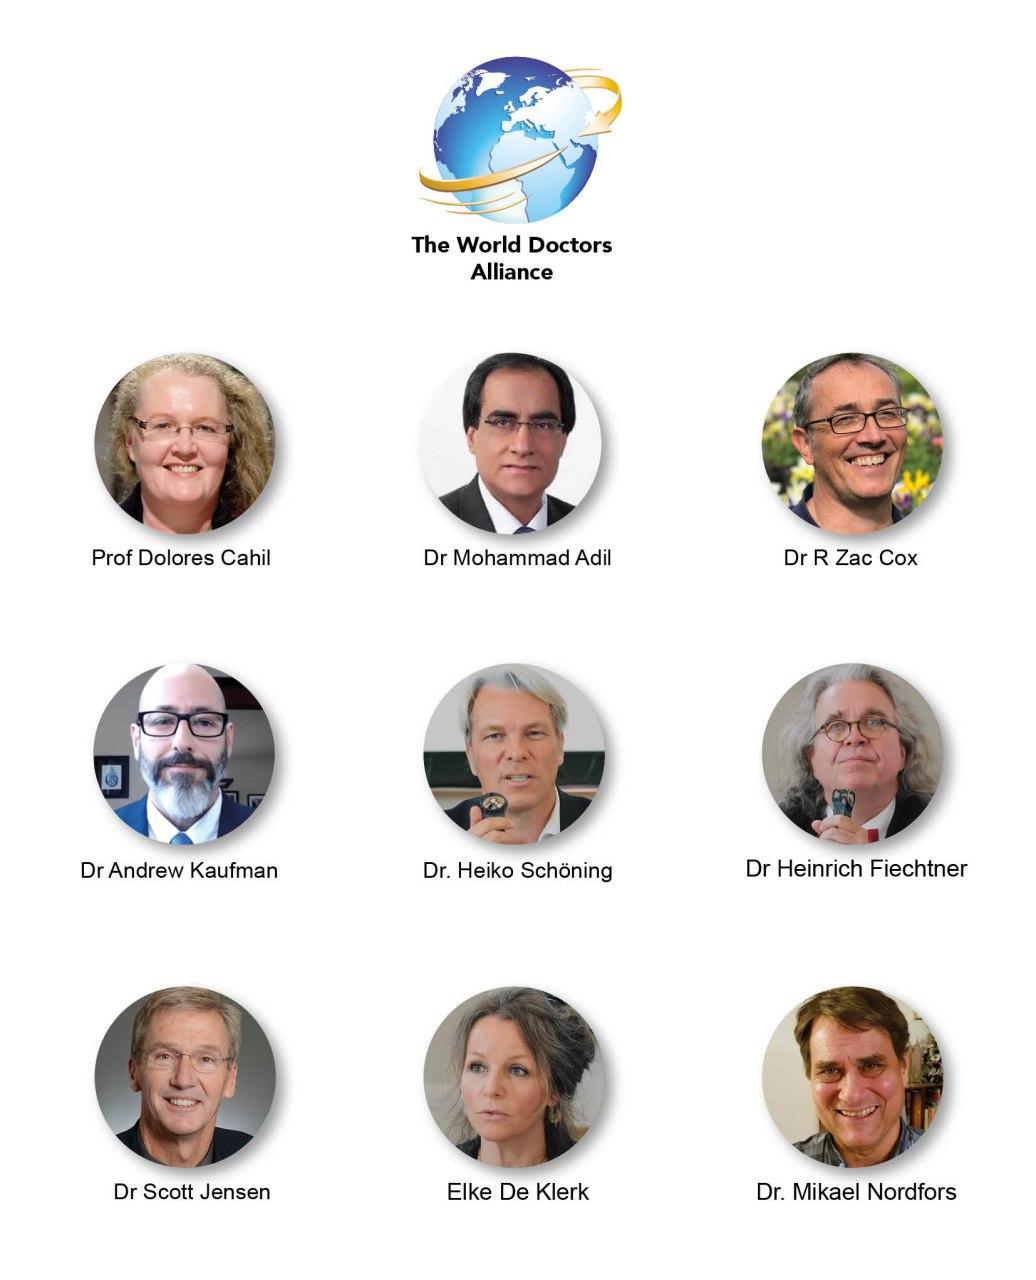 The World Doctors
Alliance
Prof Dolores Cahil
Dr Mohammad Adil
Dr R Zac Cox
Dr Andrew Kaufman
Dr. Heiko Schöning
Dr Heinrich Fiechtner
Dr Scott Jensen
Elke De Klerk
Dr. Mikael Nordfors